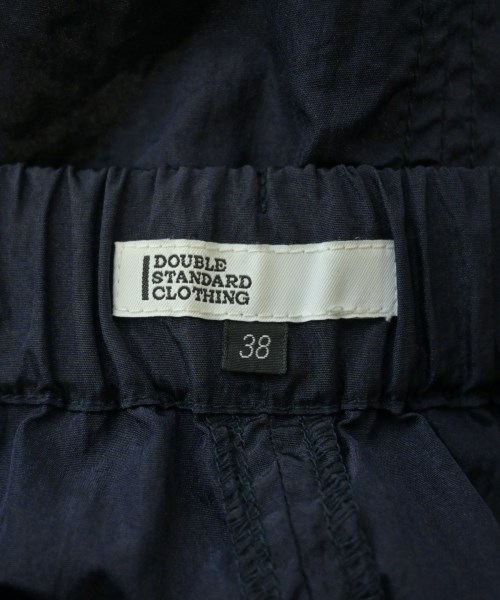 DOUBLE
STANDARD
CLOTHING
38